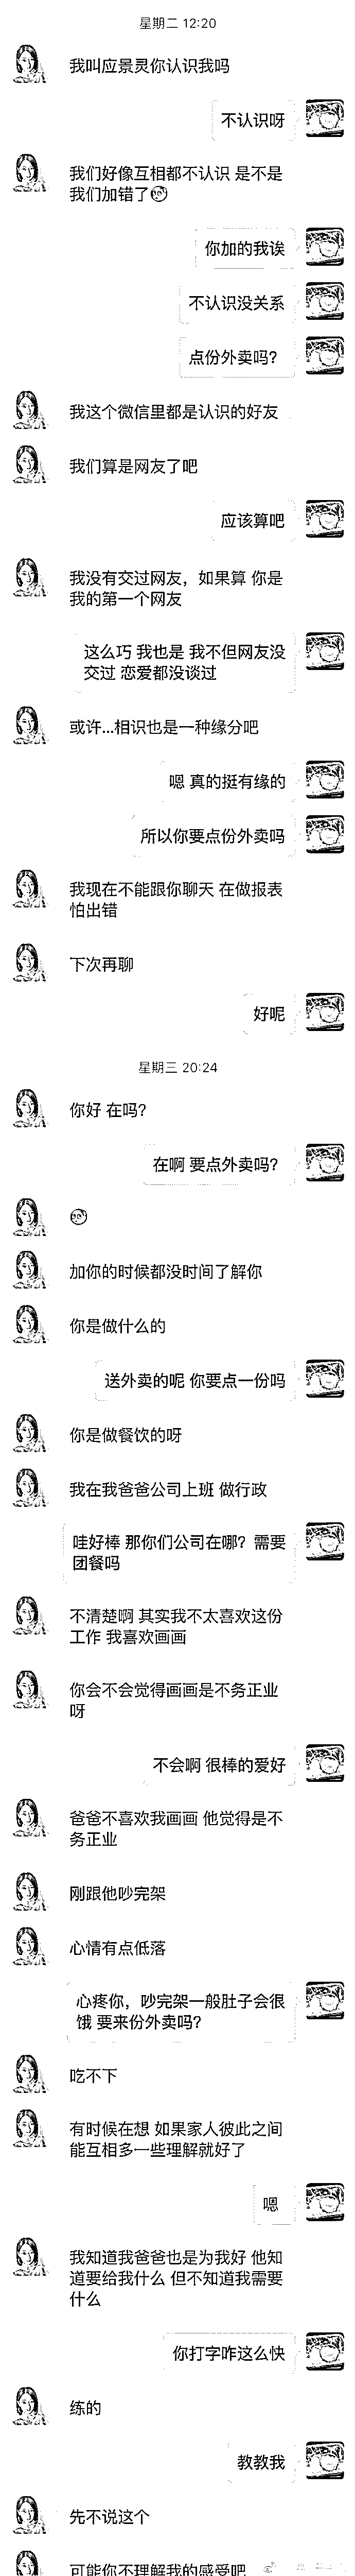 星期二 12:20
我叫应景灵你认识我吗
不认识呀
我们好像互相都不认识 是不是
我们加错了
你加的我诶
不认识没关系
点份外卖吗?
我这个微信里都是认识的好友
我们算是网友了吧
应该算吧
我没有交过网友，如果算 你是
我的第一个网友
这么巧 我也是 我不但网友没
交过 恋爱都没谈过
或许...相识也是一种缘分吧
嗯 真的挺有缘的
所以你要点份外卖吗
我现在不能跟你聊天 在做报表
怕出错
下次再聊
好呢
星期三 20:24
你好 在吗?
在啊 要点外卖吗?
加你的时候都没时间了解你
你是做什么的
送外卖的呢 你要点一份吗
你是做餐饮的呀
我在我爸爸公司上班 做行政
哇好棒 那你们公司在哪? 需要
团餐吗
不清楚啊 其实我不太喜欢这份
工作 我喜欢画画
你会不会觉得画画是不务正业
呀
不会啊 很棒的爱好
爸爸不喜欢我画画 他觉得是不
务正业
刚跟他吵完架
心情有点低落
心疼你，吵完架一般肚子会很
饿 要来份外卖吗?
吃不下
有时候在想 如果家人彼此之间
能互相多一些理解就好了
嗯
我知道我爸爸也是为我好 他知
道要给我什么 但不知道我需要
什么
你打字咋这么快
练的
教教我
先不说这个
可能你不理解我的感受吧